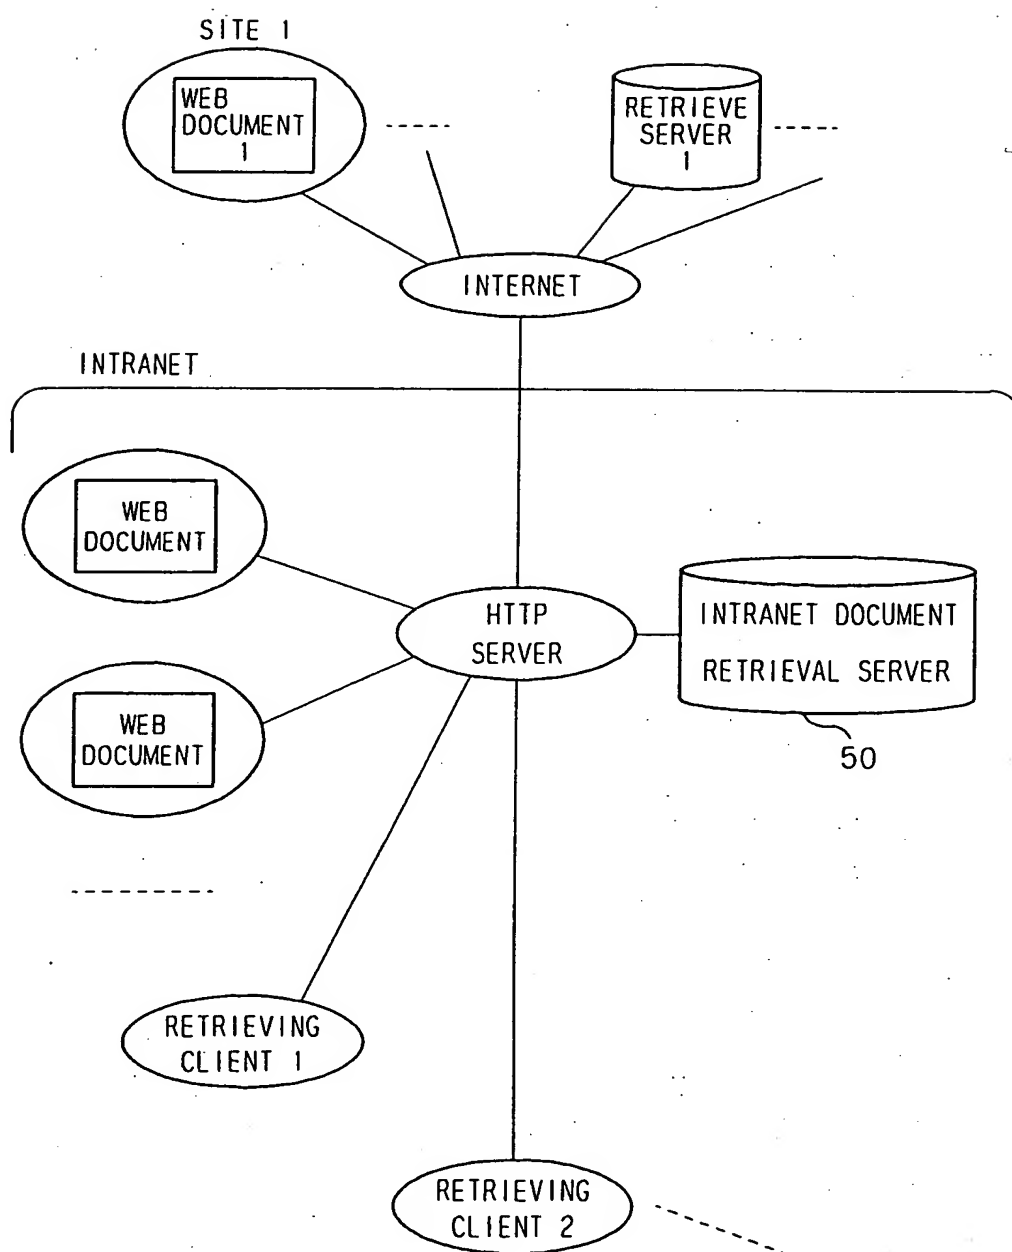 SITE 1
WEB
DOCUMENT
1
RETRIEVE
SERVER
1
INTERNET
INTRANET
WEB
DOCUMENT
HTTP
SERVER
INTRANET DOCUMENT
RETRIEVAL SERVER
50
WEB
DOCUMENT
RETRIEVING
CLIENT 1
RETRIEVING
CLIENT 2